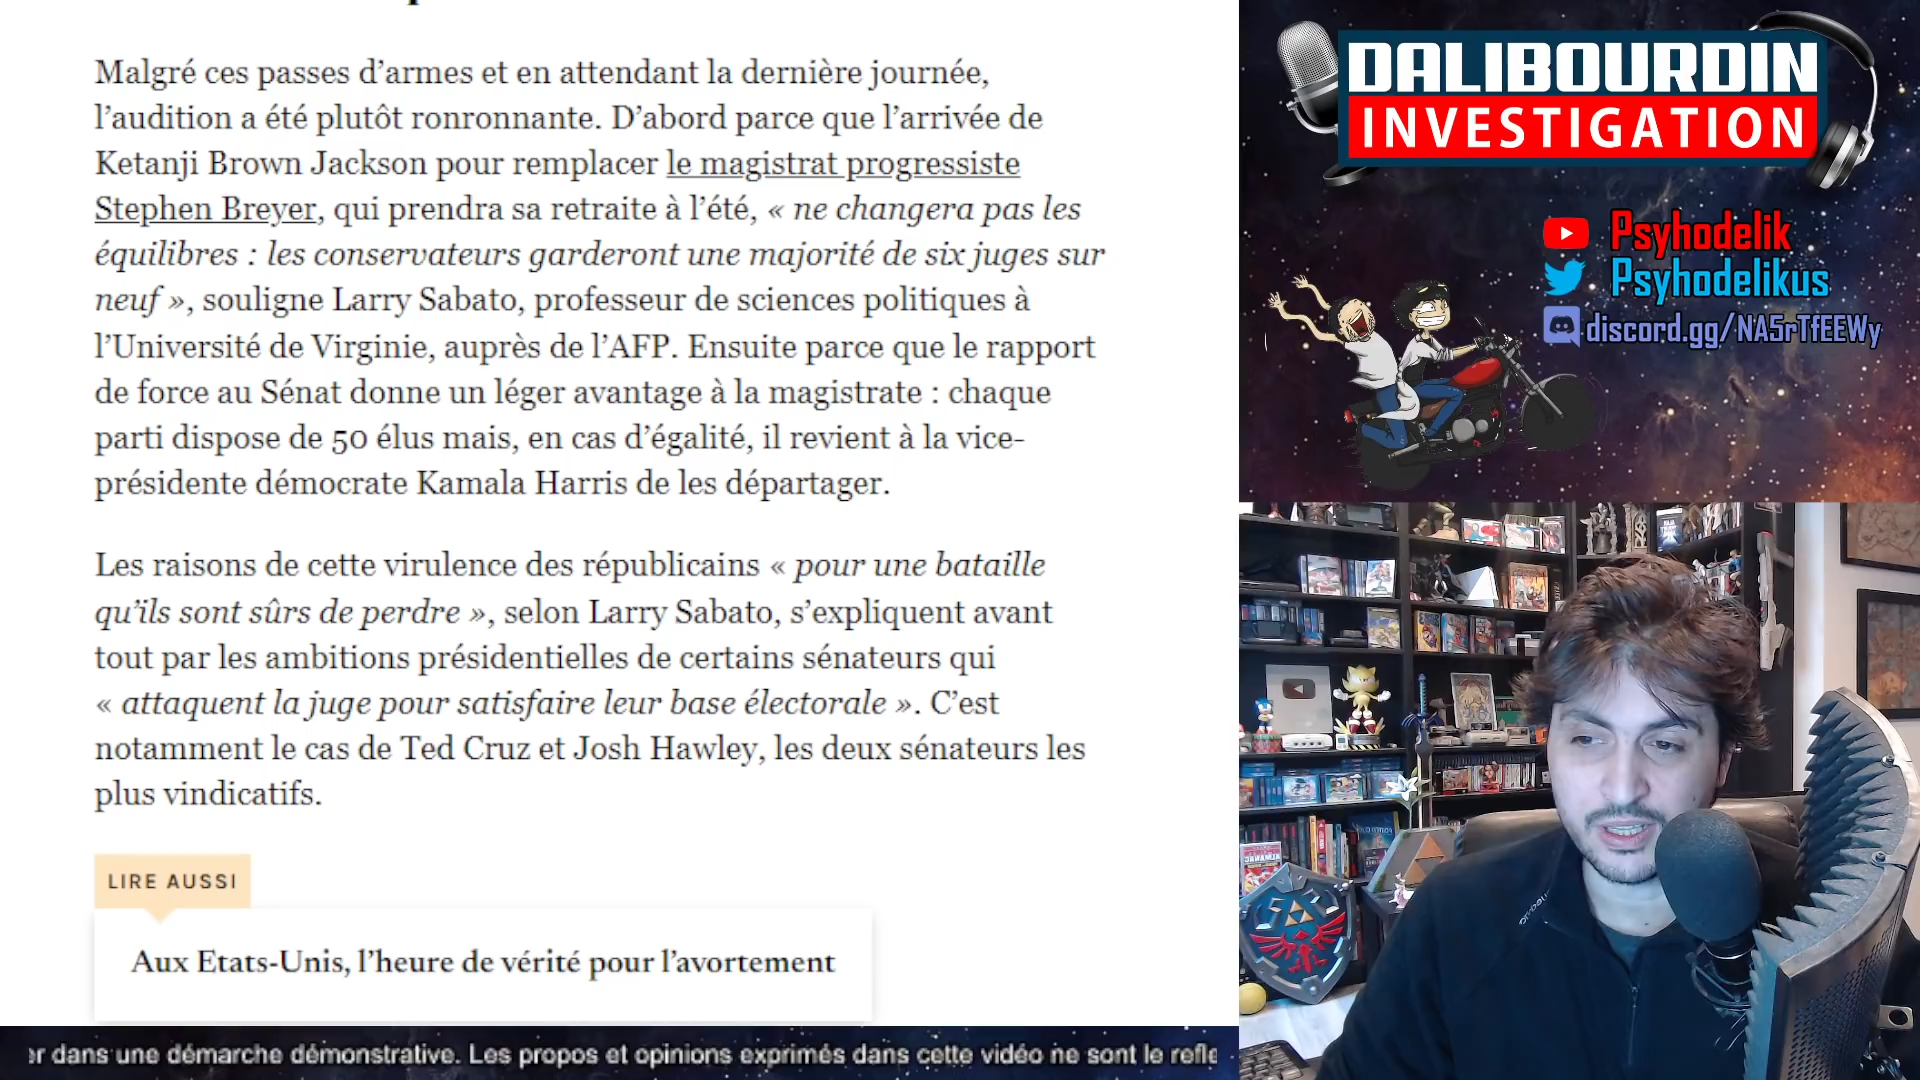 Malgré ces passes d’armes et en attendant la dernière journée,
l’audition a été plutôt ronronnante. D’abord parce que l’arrivée de
Ketanji Brown Jackson pour remplacer le magistrat progressiste
Stephen Breyer, qui prendra sa retraite à l’été, « ne changera pas les
équilibres : les conservateurs garderont une majorité de six juges sur
neuf », souligne Larry Sabato, professeur de sciences politiques à
l’Université de Virginie, auprès de l’AFP. Ensuite parce que le rapport
de force au Sénat donne un léger avantage à la magistrate : chaque
parti dispose de 50 élus mais, en cas d’égalité, il revient à la vice-
présidente démocrate Kamala Harris de les départager.
Les raisons de cette virulence des républicains « pour une bataille
qu’ils sont sûrs de perdre », selon Larry Sabato, s’expliquent avant
tout par les ambitions présidentielles de certains sénateurs qui
« attaquent la juge pour satisfaire leur base électorale ». C’est
notamment le cas de Ted Cruz et Josh Hawley, les deux sénateurs les
plus vindicatifs.
LIRE AUSSI
Aux Etats-Unis, l’heure de vérité pour l’avortement
er dans une démarche démonstrative. Les propos et opinions exprimés dans cette vidéo ne sont le refle
DALIBOURDIN
INVESTIGATION
Psyhodelik
Psyhodelikus
discord.gg/NA5rTfEEWy